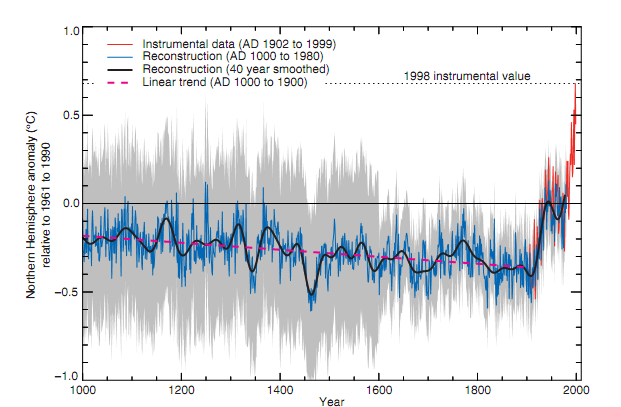 1.0
Instrumental data (AD 1902 to 1999)
Reconstruction (AD 1000 to 1980)
Reconstruction (40 year smoothed)
Linear trend (AD 1000 to 1900)
1998 instrumental value
0.5
0.0
−0.5
−1.0
Northern Hemisphere anomaly (°C)
relative to 1961 to 1990
1000 1200 1400 1600 1800 2000
Year